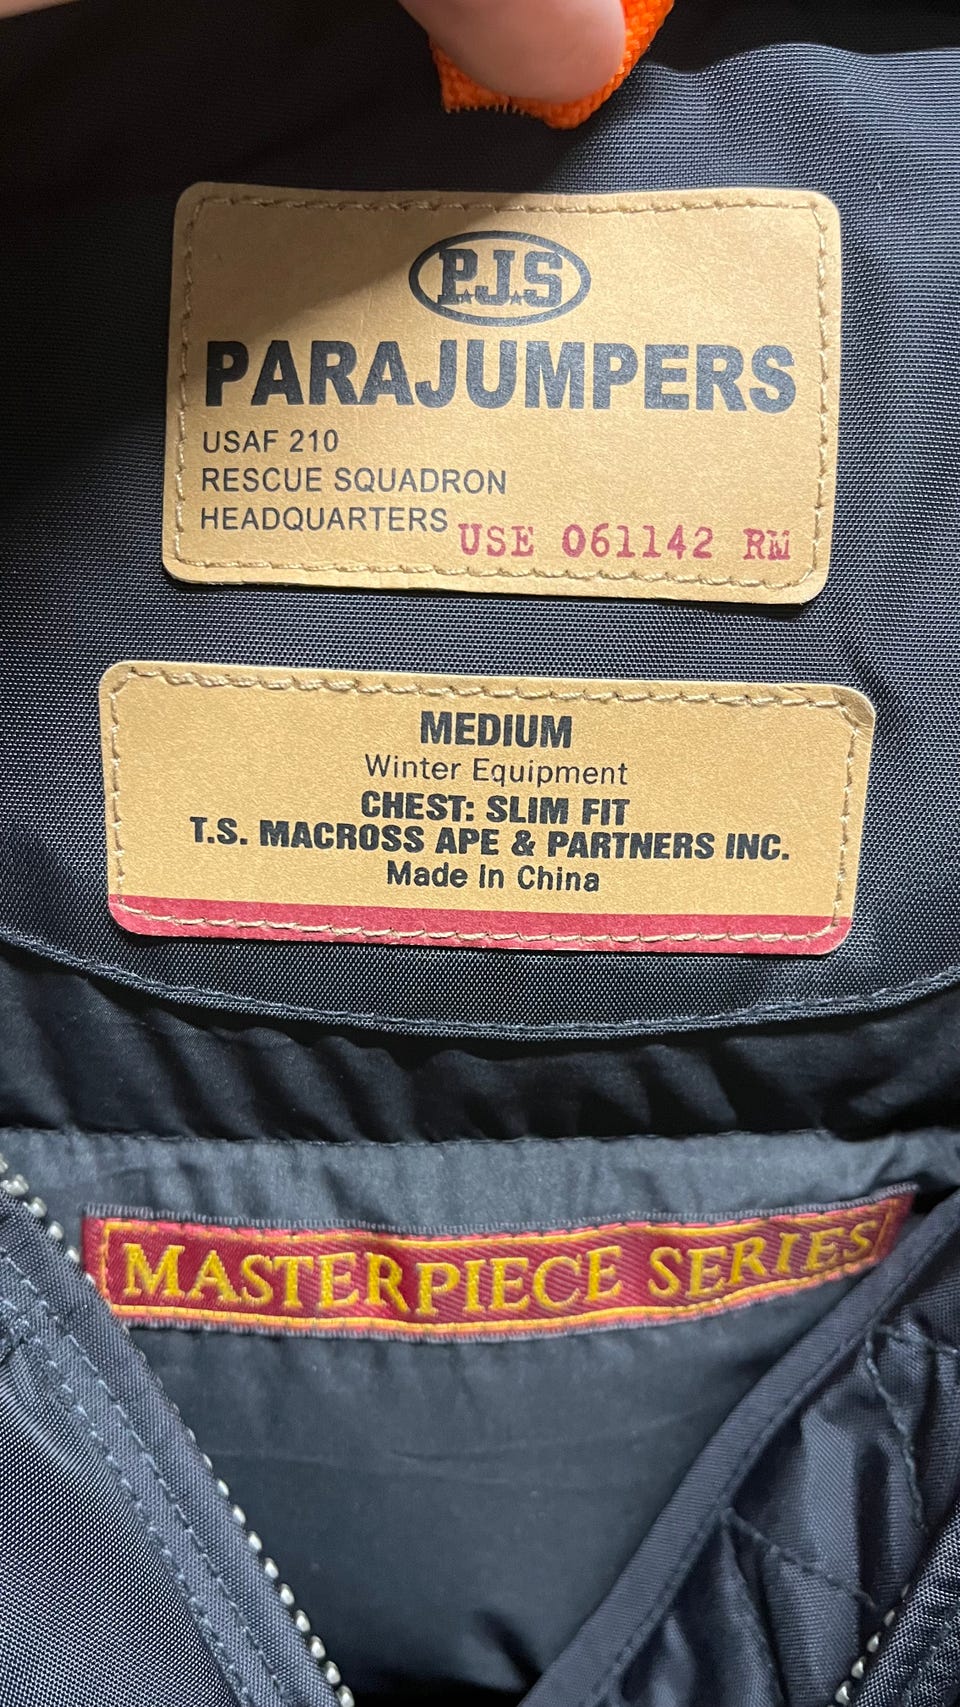 P.J.S
PARAJUMPERS
USAF 210
RESCUE SQUADRON
HEADQUARTERS USE 061142 RM
MEDIUM
Winter Equipment
CHEST: SLIM FIT
T.S. MACROSS APE & PARTNERS INC.
Made In China
MASTERPIECE SERIES